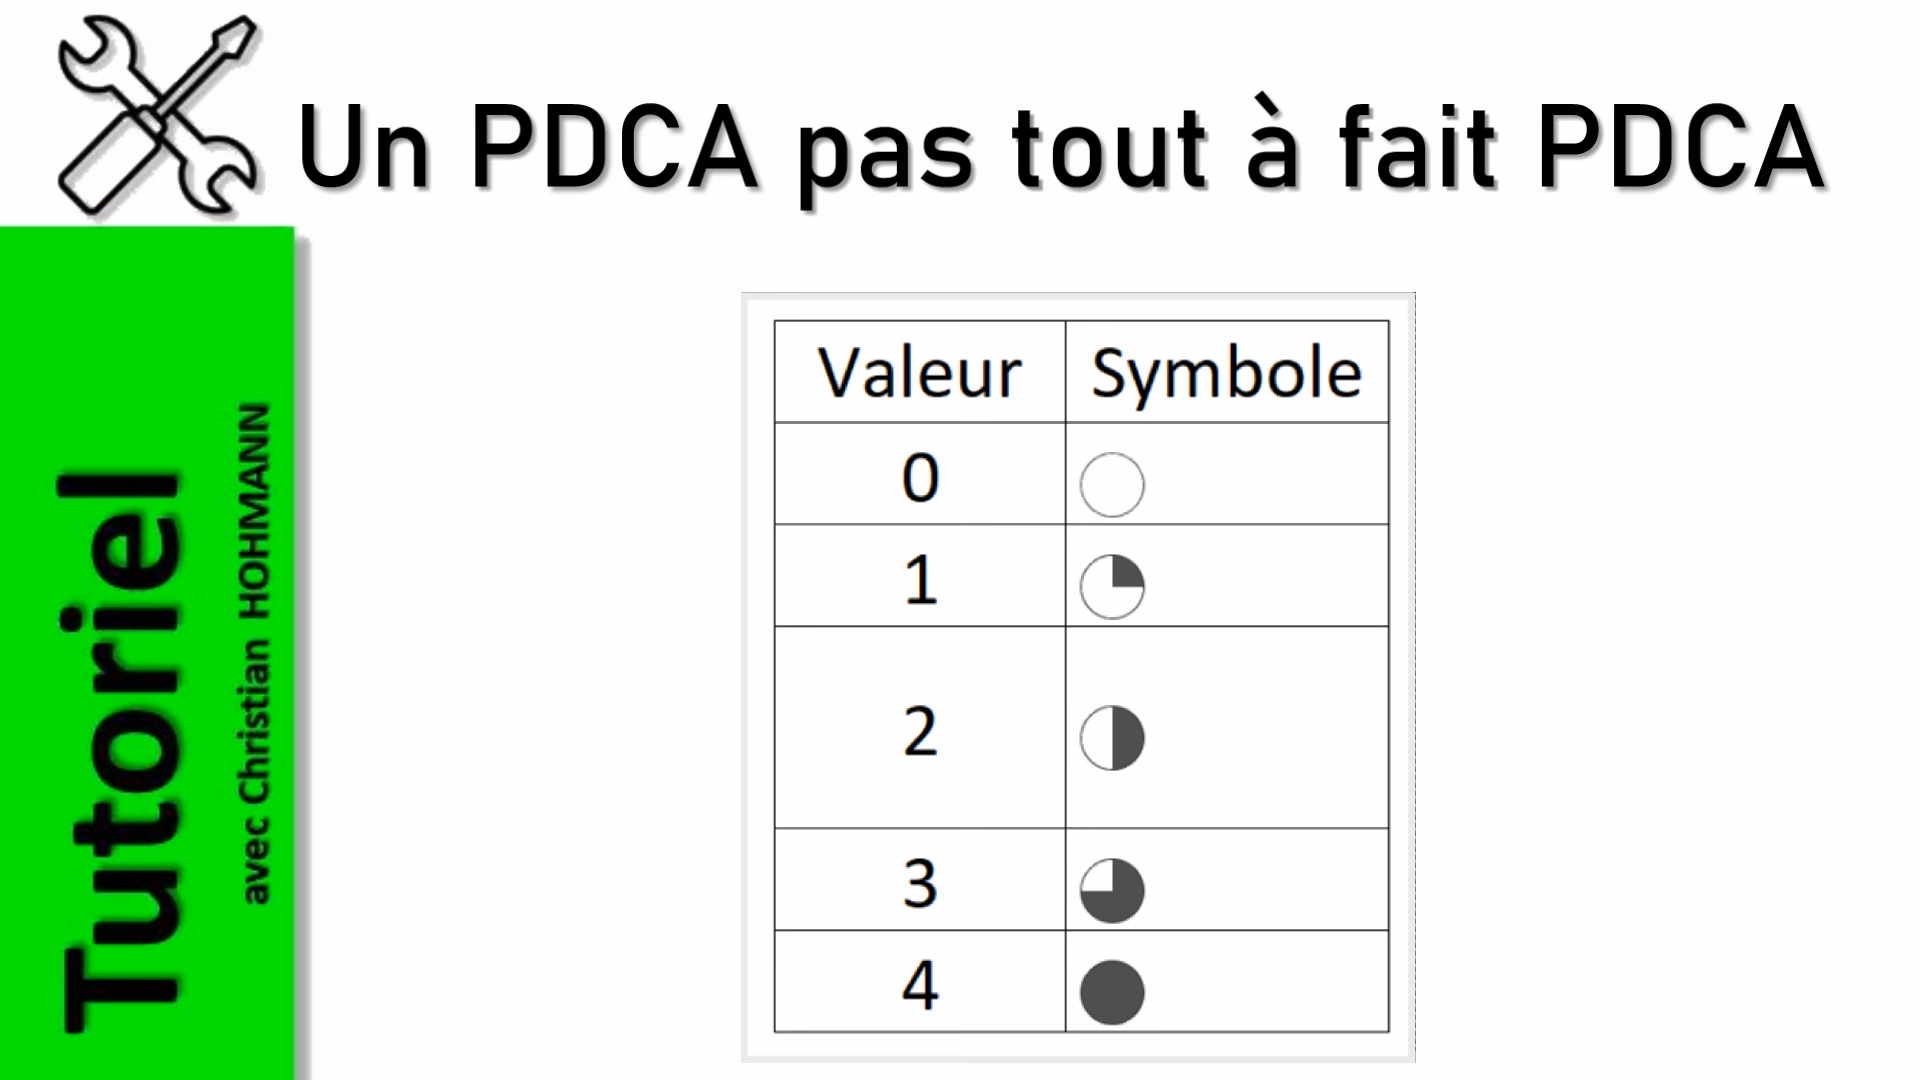 Un PDCA pas tout à fait PDCA
Tutoriel
avec Christian HOHMANN
Valeur Symbole
0
1
2
3
4